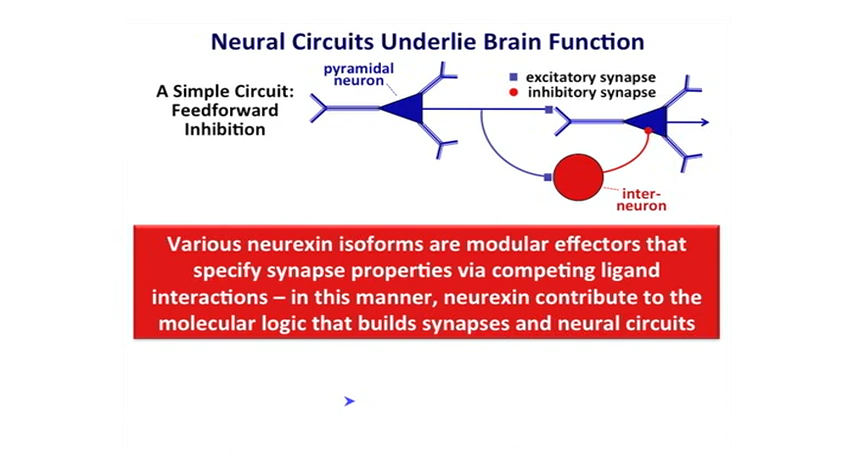 Neural Circuits Underlie Brain Function
A Simple Circuit:
Feedforward
Inhibition
pyramidal
neuron
excitatory synapse
inhibitory synapse
inter-
neuron
Various neurexin isoforms are modular effectors that
specify synapse properties via competing ligand
interactions – in this manner, neurexin contribute to the
molecular logic that builds synapses and neural circuits